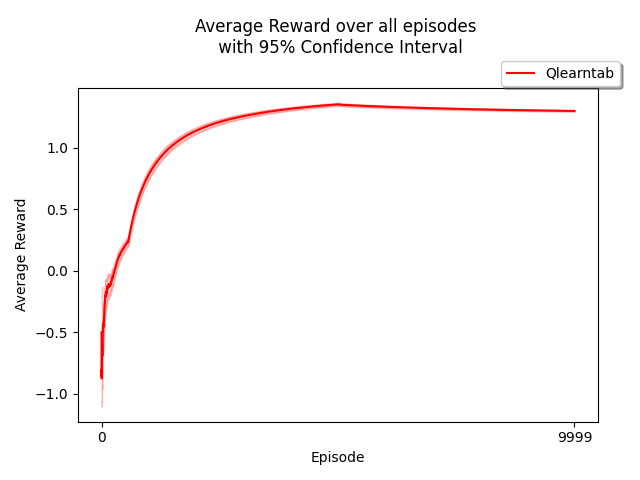 Average Reward over all episodes
with 95% Confidence Interval
Qlearntab
1.0
0.5
0.0
−0.5
−1.0
Average Reward
0
9999
Episode